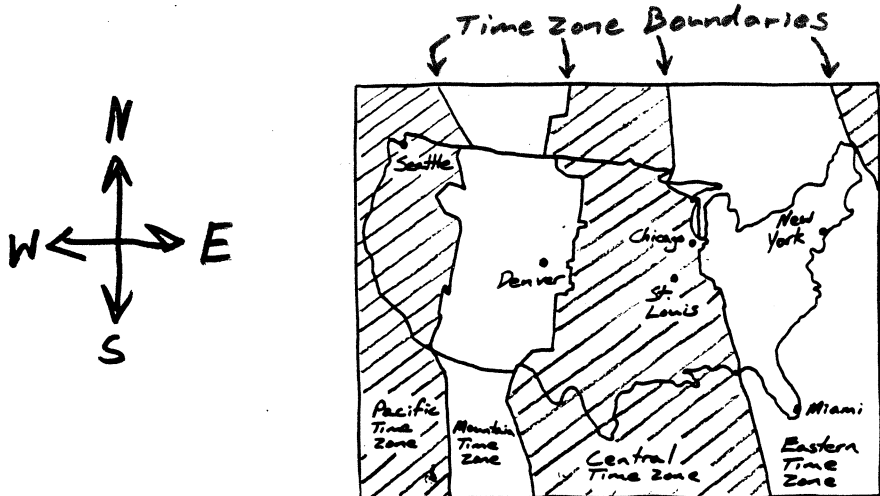 Time Zone Boundaries
N
W
E
S
Seattle
Denver
Chicago
St.
Louis
New
York
Miami
Pacific
Time
Zone
Mountain
Time
Zone
Central
Time Zone
Eastern
Time
Zone